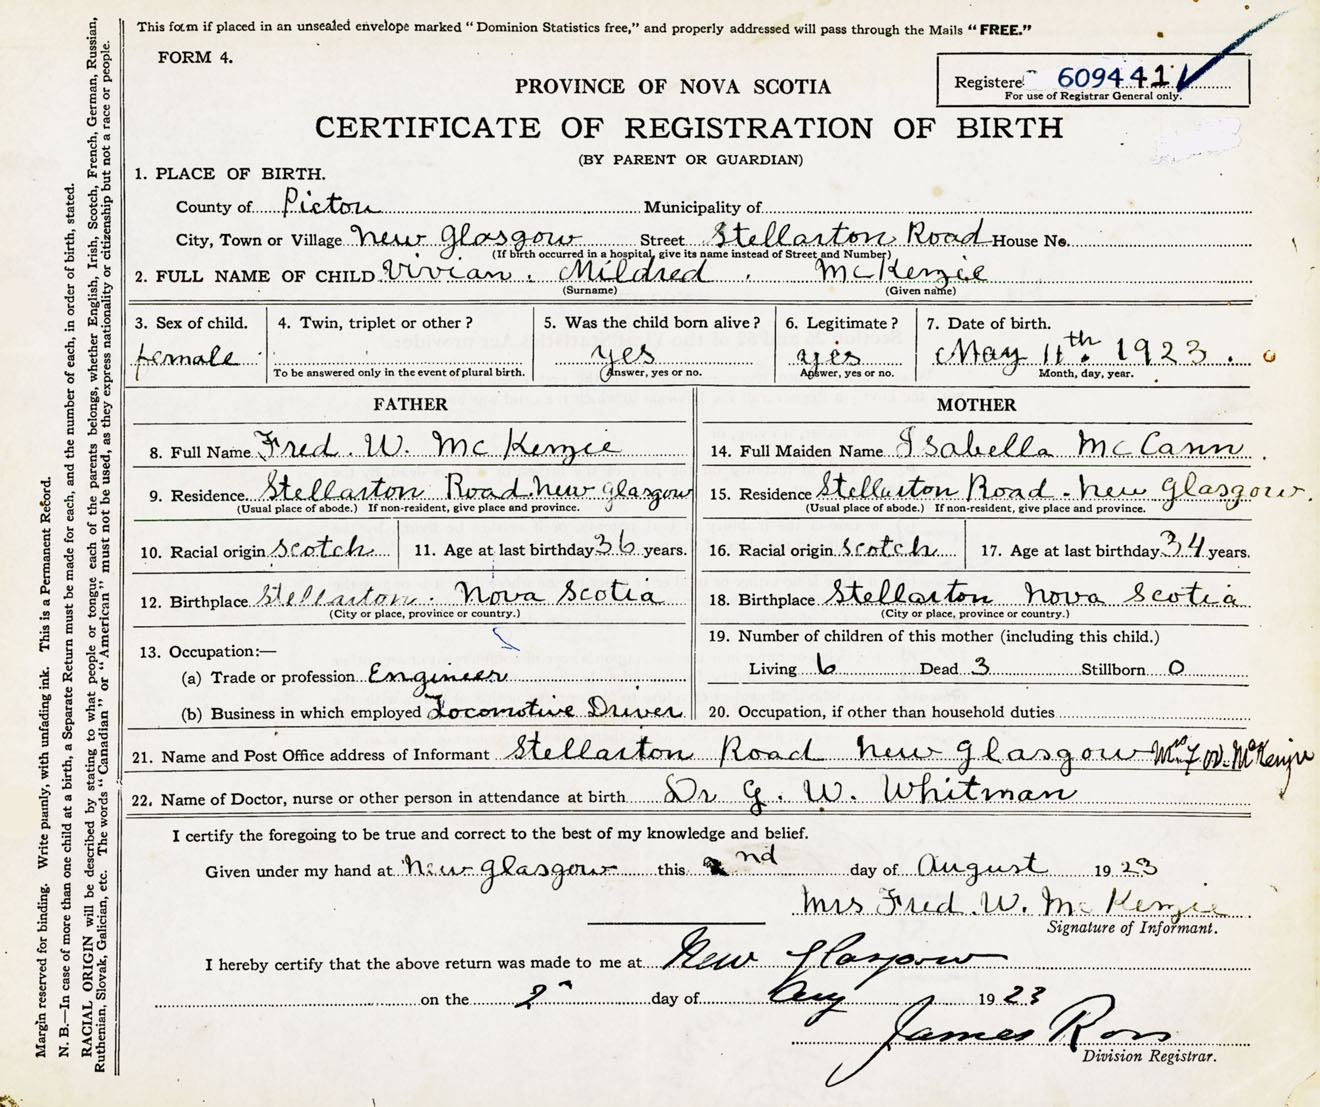 This form if placed in an unsealed envelope marked "Dominion Statistics free," and properly addressed will pass through the Mails "FREE."
FORM 4.
PROVINCE OF NOVA SCOTIA
Registere 609441
For use of Registrar General only.
CERTIFICATE OF REGISTRATION OF BIRTH
(BY PARENT OR GUARDIAN)
1. PLACE OF BIRTH.
County of Pictou Municipality of
City, Town or Village New Glasgow Street Stellarton Road House No.
(If birth occurred in a hospital, give its name instead of Street and Number)
2. FULL NAME OF CHILD Vivian. Mildred. McKenzie
(Surname) (Given name)
3. Sex of child. 4. Twin, triplet or other? 5. Was the child born alive? 6. Legitimate? 7. Date of birth.
female yes yes May 11th. 1923.
To be answered only in the event of plural birth. Answer, yes or no. Answer, yes or no. Month, day, year.
FATHER
8. Full Name Fred. W. McKenzie
9. Residence. Stellarton Road. New Glasgow
(Usual place of abode.) If non-resident, give place and province.
10. Racial origin Scotch 11. Age at last birthday 36 years.
12. Birthplace Stellarton. Nova Scotia
(City or place, province or country.)
13. Occupation:—
(a) Trade or profession Engineer
(b) Business in which employed Locomotive Driver
MOTHER
14. Full Maiden Name Isabella McCann.
15. Residence Stellarton Road. New Glasgow.
(Usual place of abode.) If non-resident, give place and province.
16. Racial origin Scotch 17. Age at last birthday 34 years.
18. Birthplace Stellarton Nova Scotia
(City or place, province or country.)
19. Number of children of this mother (including this child.)
Living 6 Dead 3 Stillborn 0
20. Occupation, if other than household duties
21. Name and Post Office address of Informant Stellarton Road New Glasgow Mrs F. W. McKenzie
22. Name of Doctor, nurse or other person in attendance at birth Dr G. W. Whitman
I certify the foregoing to be true and correct to the best of my knowledge and belief.
Given under my hand at New Glasgow this 2nd day of August 1923
Mrs Fred. W. McKenzie
Signature of Informant.
I hereby certify that the above return was made to me at New Glasgow
on the 2n day of Aug 1923
James Ross
Division Registrar.
Margin reserved for binding. Write plainly, with unfading ink. This is a Permanent Record.
N. B.—In case of more than one child at a birth, a Separate Return must be made for each, and the number of each, in order of birth, stated.
RACIAL ORIGIN will be described by stating to what people or tongue each of the parents belongs, whether English, Irish, Scotch, French, German, Russian,
Ruthenian, Slovak, Galician, etc. The words "Canadian" or "American" must not be used, as they express nationality or citizenship but not a race or people.